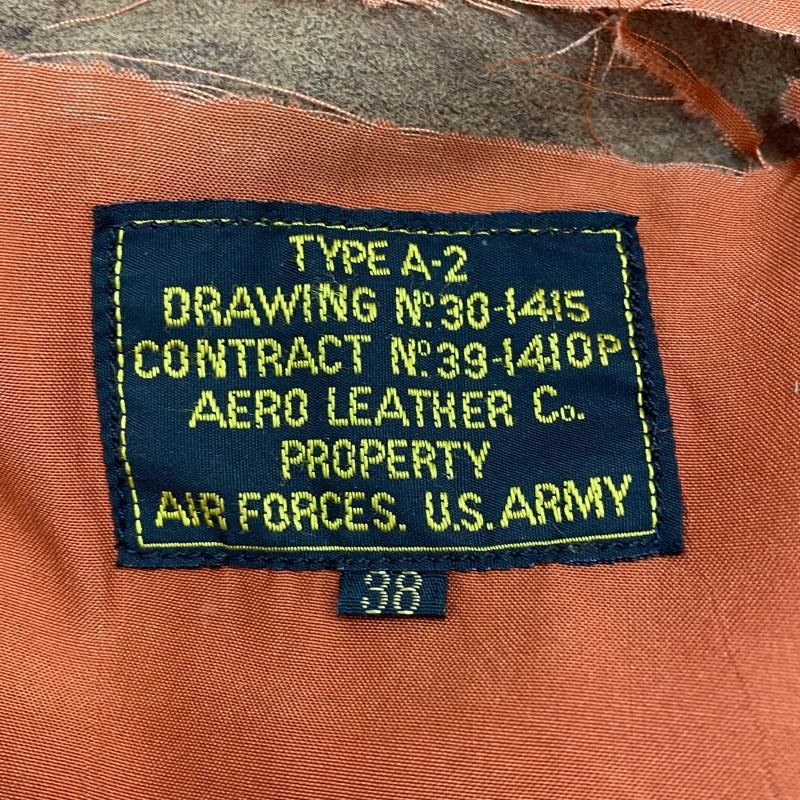 TYPE A-2
DRAWING Nº.30-1415
CONTRACT Nº.39-1410P
AERO LEATHER Co.
PROPERTY
AIR FORCES. U.S. ARMY
38